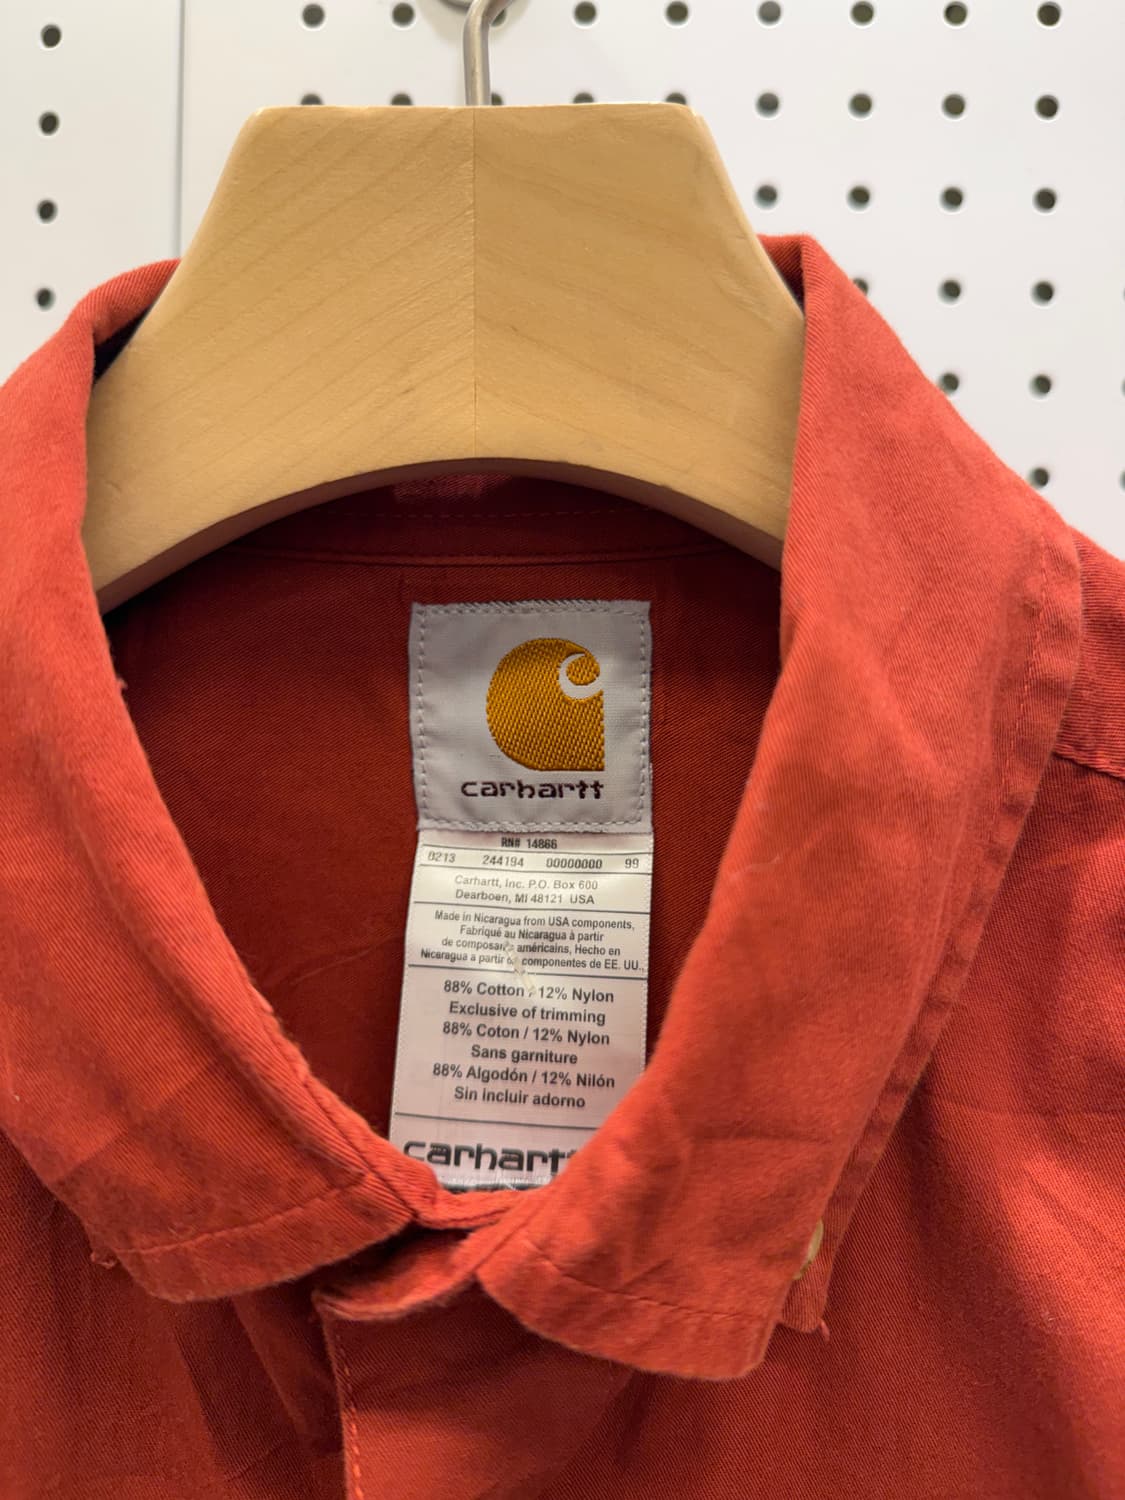 carhartt
RN# 14866
0213 244194 00000000 99
Carhartt, Inc. P.O. Box 600
Dearboen, MI 48121 USA
Made in Nicaragua from USA components,
Fabriqué au Nicaragua à partir
de composan américains, Hecho en
Nicaragua a partir componentes de EE. UU.,
88% Cotton / 12% Nylon
Exclusive of trimming
88% Coton / 12% Nylon
Sans garniture
88% Algodón / 12% Nilón
Sin incluir adorno
carhartt